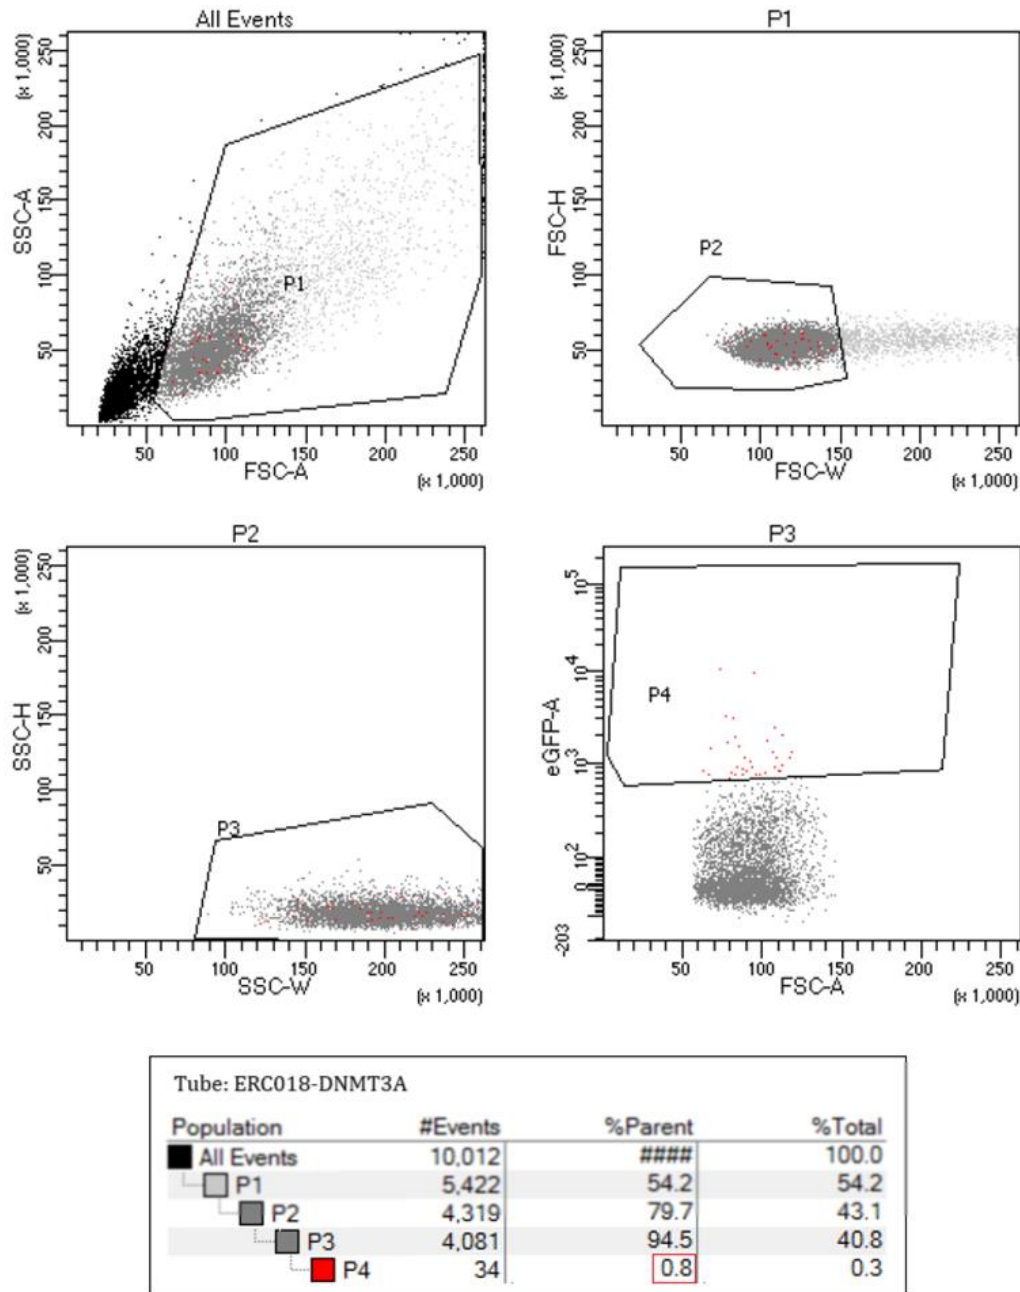 All Events
SSC-A
(x 1,000)
50 100 150 200 250
P1
50 100 150 200 250
FSC-A
(x 1,000)
P1
FSC-H
(x 1,000)
50 100 150 200 250
P2
50 100 150 200 250
FSC-W
(x 1,000)
P2
SSC-H
(x 1,000)
50 100 150 200 250
P3
50 100 150 200 250
SSC-W
(x 1,000)
P3
eGFP-A
-203 0 10^2 10^3 10^4 10^5
P4
50 100 150 200 250
FSC-A
(x 1,000)
Tube: ERC018-DNMT3A
Population #Events %Parent %Total
All Events 10,012 #### 100.0
P1 5,422 54.2 54.2
P2 4,319 79.7 43.1
P3 4,081 94.5 40.8
P4 34 0.8 0.3